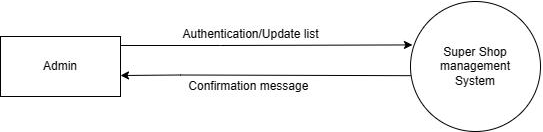 Authentication/Update list
Admin
Super Shop
management
System
Confirmation message